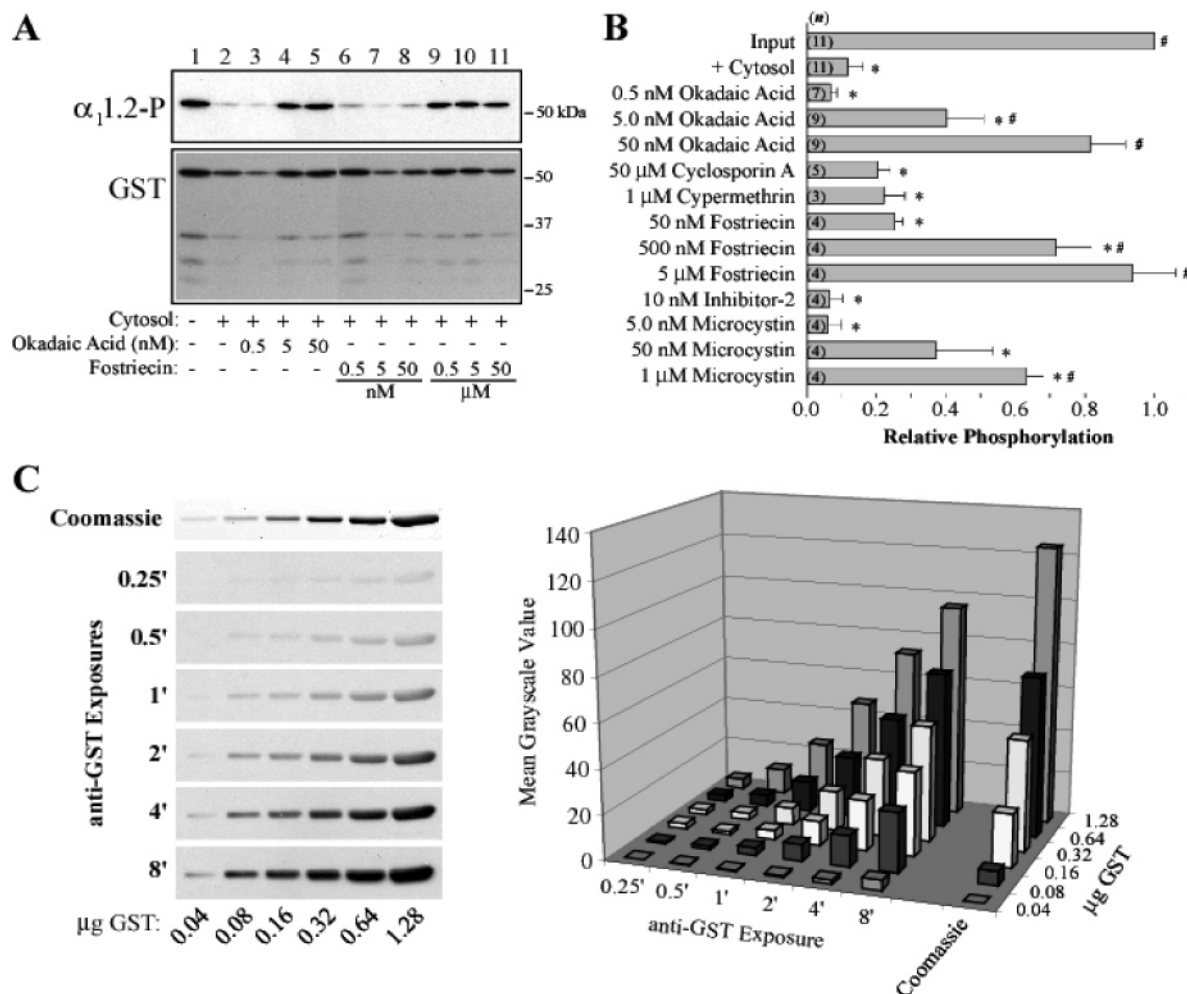 A
1 2 3 4 5 6 7 8 9 10 11
α11.2-P
50 kDa
GST
50
37
25
Cytosol: - + + + + + + + + + +
Okadaic Acid (nM): - - 0.5 5 50 - - - - - -
Fostriecin: - - - - - 0.5 5 50 0.5 5 50
nM µM
B
(n)
Input (11) #
+ Cytosol (11) *
0.5 nM Okadaic Acid (7) *
5.0 nM Okadaic Acid (9) * #
50 nM Okadaic Acid (9) #
50 µM Cyclosporin A (5) *
1 µM Cypermethrin (3) *
50 nM Fostriecin (4) *
500 nM Fostriecin (4) * #
5 µM Fostriecin (4) #
10 nM Inhibitor-2 (4) *
5.0 nM Microcystin (4) *
50 nM Microcystin (4) *
1 µM Microcystin (4) * #
0.0 0.2 0.4 0.6 0.8 1.0
Relative Phosphorylation
C
Coomassie
anti-GST Exposures
0.25'
0.5'
1'
2'
4'
8'
µg GST: 0.04 0.08 0.16 0.32 0.64 1.28
Mean Grayscale Value
140
120
100
80
60
40
20
0
0.25' 0.5' 1' 2' 4' 8' Coomassie
anti-GST Exposure
1.28
0.64
0.32
0.16
0.08
0.04
µg GST